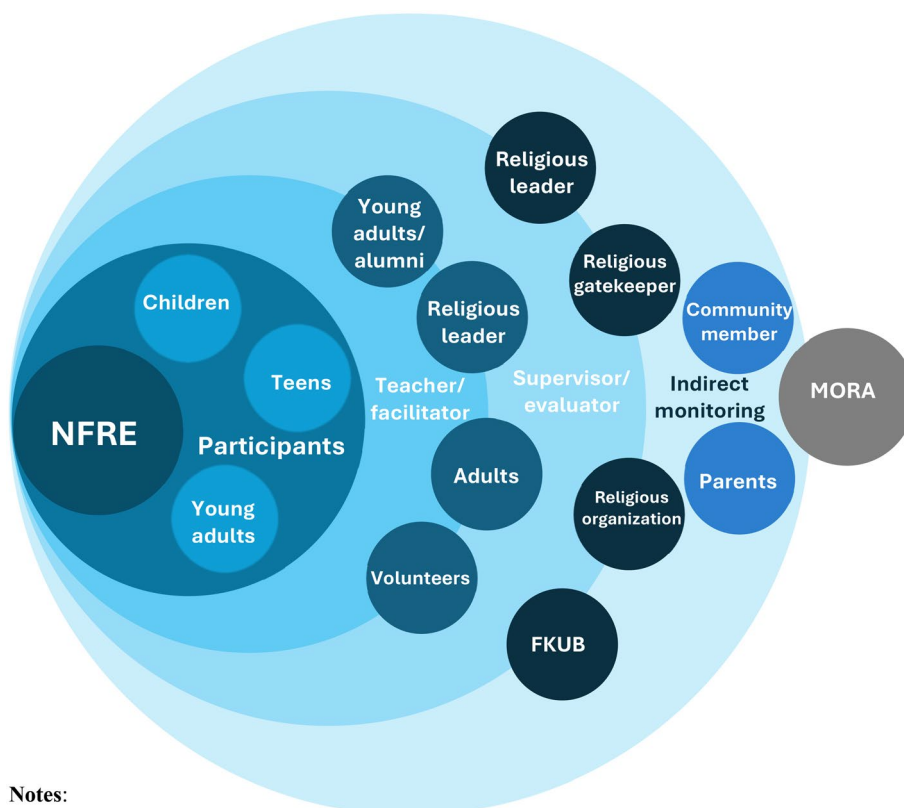 Religious
leader
Young
adults/
alumni
Religious
gatekeeper
Children
Community
member
Religious
leader
Teens
Teacher/
facilitator
Supervisor/
evaluator
Indirect
monitoring
MORA
NFRE
Participants
Adults
Parents
Young
adults
Religious
organization
Volunteers
FKUB
Notes: